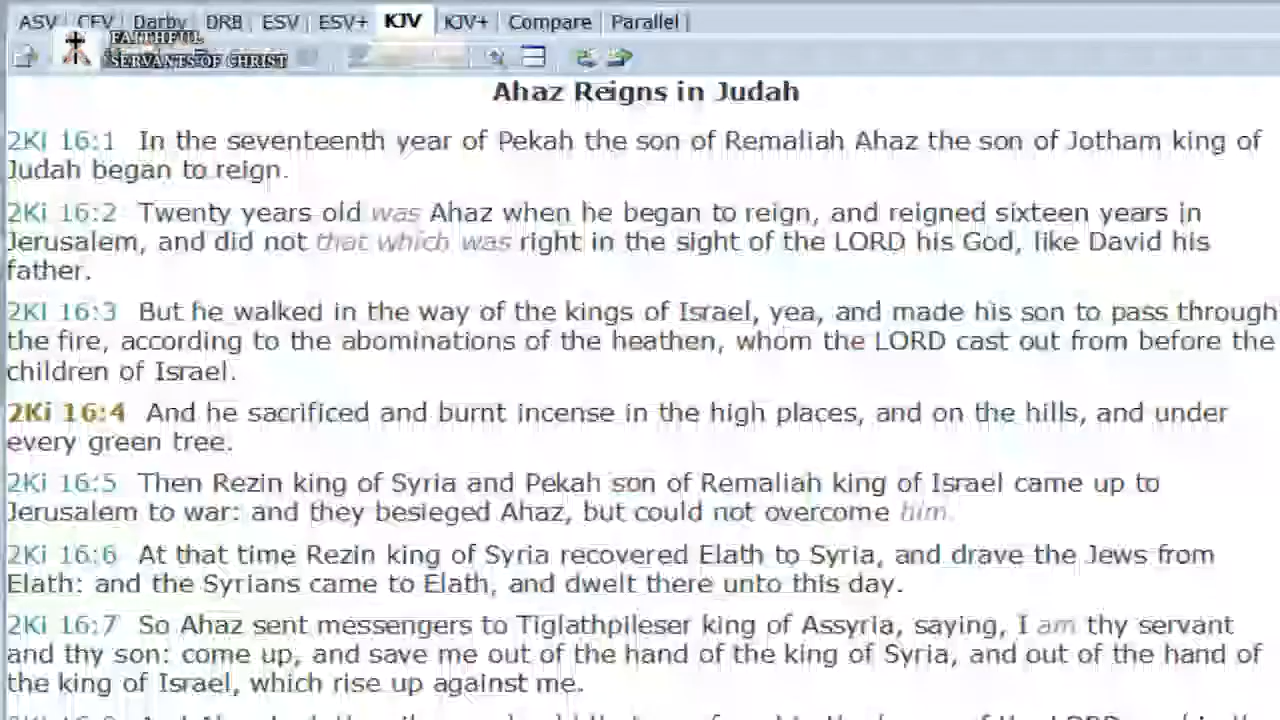 ASV CEV Darby DRB ESV ESV+ KJV KJV+ Compare Parallel
FAITHFUL
SERVANTS OF CHRIST
Ahaz Reigns in Judah
2Ki 16:1 In the seventeenth year of Pekah the son of Remaliah Ahaz the son of Jotham king of
Judah began to reign.
2Ki 16:2 Twenty years old was Ahaz when he began to reign, and reigned sixteen years in
Jerusalem, and did not that which was right in the sight of the LORD his God, like David his
father.
2Ki 16:3 But he walked in the way of the kings of Israel, yea, and made his son to pass through
the fire, according to the abominations of the heathen, whom the LORD cast out from before the
children of Israel.
2Ki 16:4 And he sacrificed and burnt incense in the high places, and on the hills, and under
every green tree.
2Ki 16:5 Then Rezin king of Syria and Pekah son of Remaliah king of Israel came up to
Jerusalem to war: and they besieged Ahaz, but could not overcome him.
2Ki 16:6 At that time Rezin king of Syria recovered Elath to Syria, and drave the Jews from
Elath: and the Syrians came to Elath, and dwelt there unto this day.
2Ki 16:7 So Ahaz sent messengers to Tiglathpileser king of Assyria, saying, I am thy servant
and thy son: come up, and save me out of the hand of the king of Syria, and out of the hand of
the king of Israel, which rise up against me.